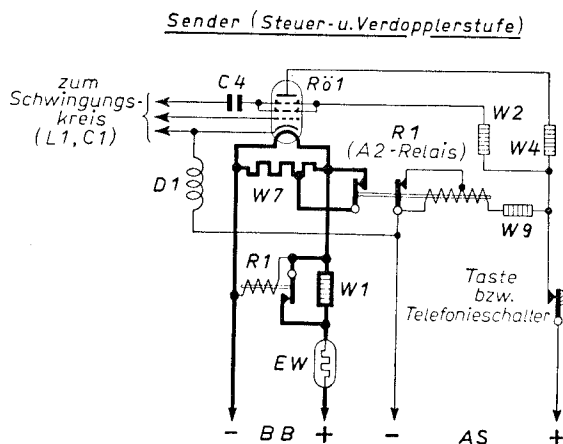 Sender (Steuer-u.Verdopplerstufe)
C4
Rö1
zum
Schwingungs-
kreis
(L1, C1)
W2
R1
(A2-Relais)
W4
D1
W7
W9
R1
W1
Taste
bzw.
Telefonieschalter
EW
- BB + - AS +